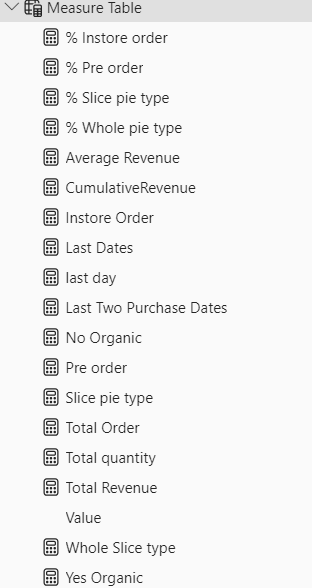 Measure Table
% Instore order
% Pre order
% Slice pie type
% Whole pie type
Average Revenue
CumulativeRevenue
Instore Order
Last Dates
last day
Last Two Purchase Dates
No Organic
Pre order
Slice pie type
Total Order
Total quantity
Total Revenue
Value
Whole Slice type
Yes Organic